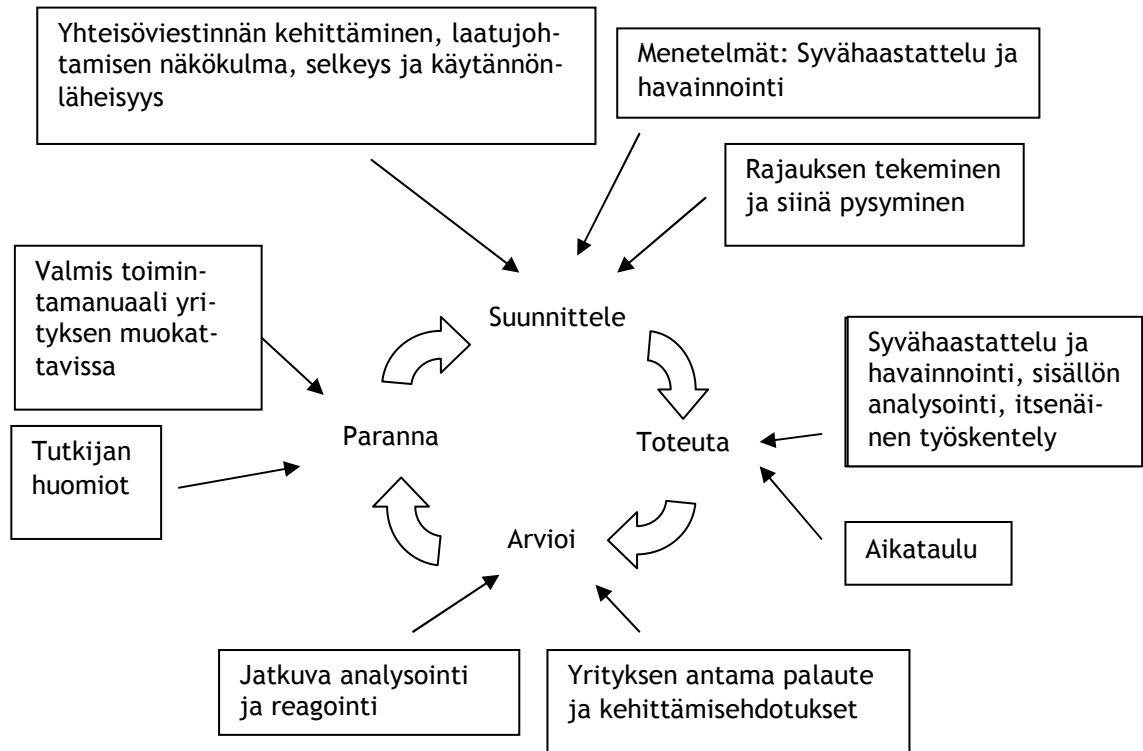 Yhteisöviestinnän kehittäminen, laatujoh-
tamisen näkökulma, selkeys ja käytännön-
läheisyys
Menetelmät: Syvähaastattelu ja
havainnointi
Rajauksen tekeminen
ja siinä pysyminen
Valmis toimin-
tamanuaali yri-
tyksen muokat-
tavissa
Suunnittele
Syvähaastattelu ja
havainnointi, sisällön
analysointi, itsenäi-
nen työskentely
Tutkijan
huomiot
Paranna
Toteuta
Arvioi
Aikataulu
Jatkuva analysointi
ja reagointi
Yrityksen antama palaute
ja kehittämisehdotukset